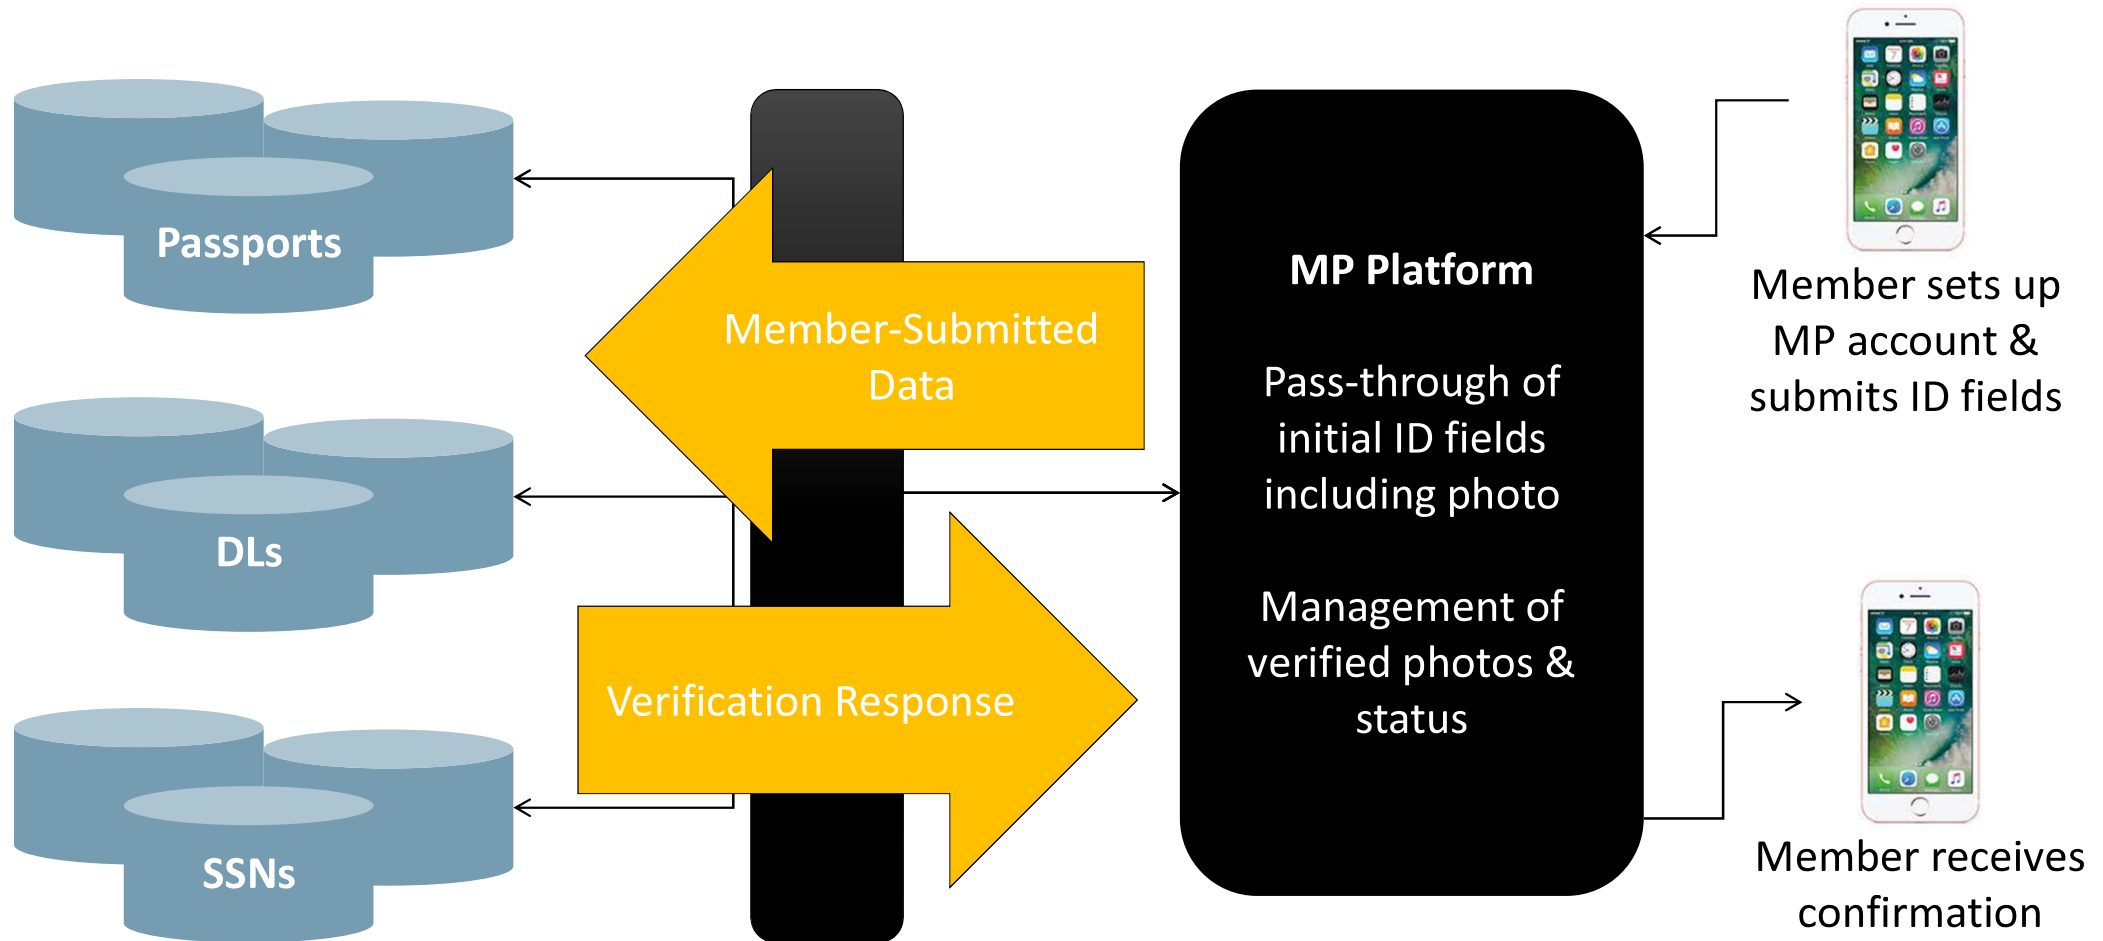 Passports
DLs
SSNs
Member-Submitted
Data
Verification Response
MP Platform
Pass-through of
initial ID fields
including photo
Management of
verified photos &
status
Member sets up
MP account &
submits ID fields
Member receives
confirmation